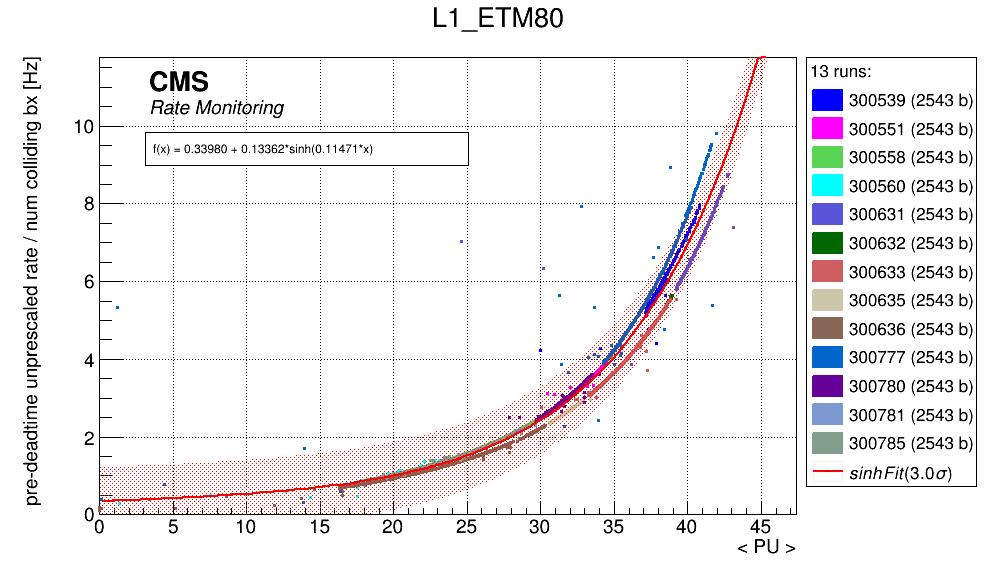 L1_ETM80
pre-deadtime unprescaled rate / num colliding bx [Hz]
CMS
Rate Monitoring
f(x) = 0.33980 + 0.13362*sinh(0.11471*x)
10
8
6
4
2
0
0 5 10 15 20 25 30 35 40 45
< PU >
13 runs:
300539 (2543 b)
300551 (2543 b)
300558 (2543 b)
300560 (2543 b)
300631 (2543 b)
300632 (2543 b)
300633 (2543 b)
300635 (2543 b)
300636 (2543 b)
300777 (2543 b)
300780 (2543 b)
300781 (2543 b)
300785 (2543 b)
sinhFit(3.0σ)